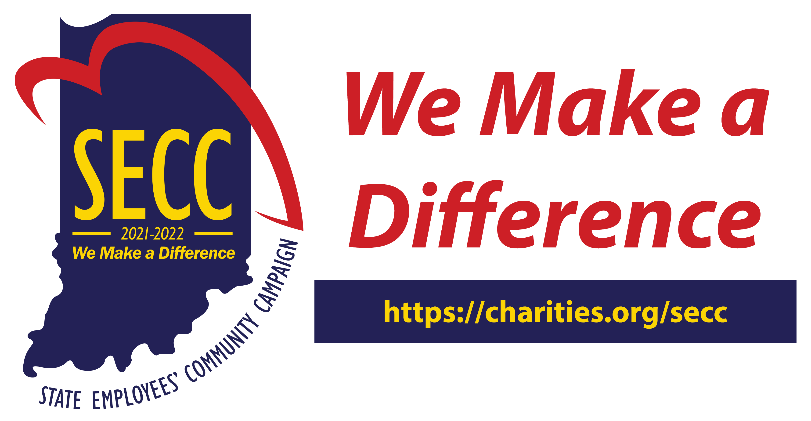 SECC
2021-2022
We Make a Difference
STATE EMPLOYEES' COMMUNITY CAMPAIGN
We Make a
Difference
https://charities.org/secc